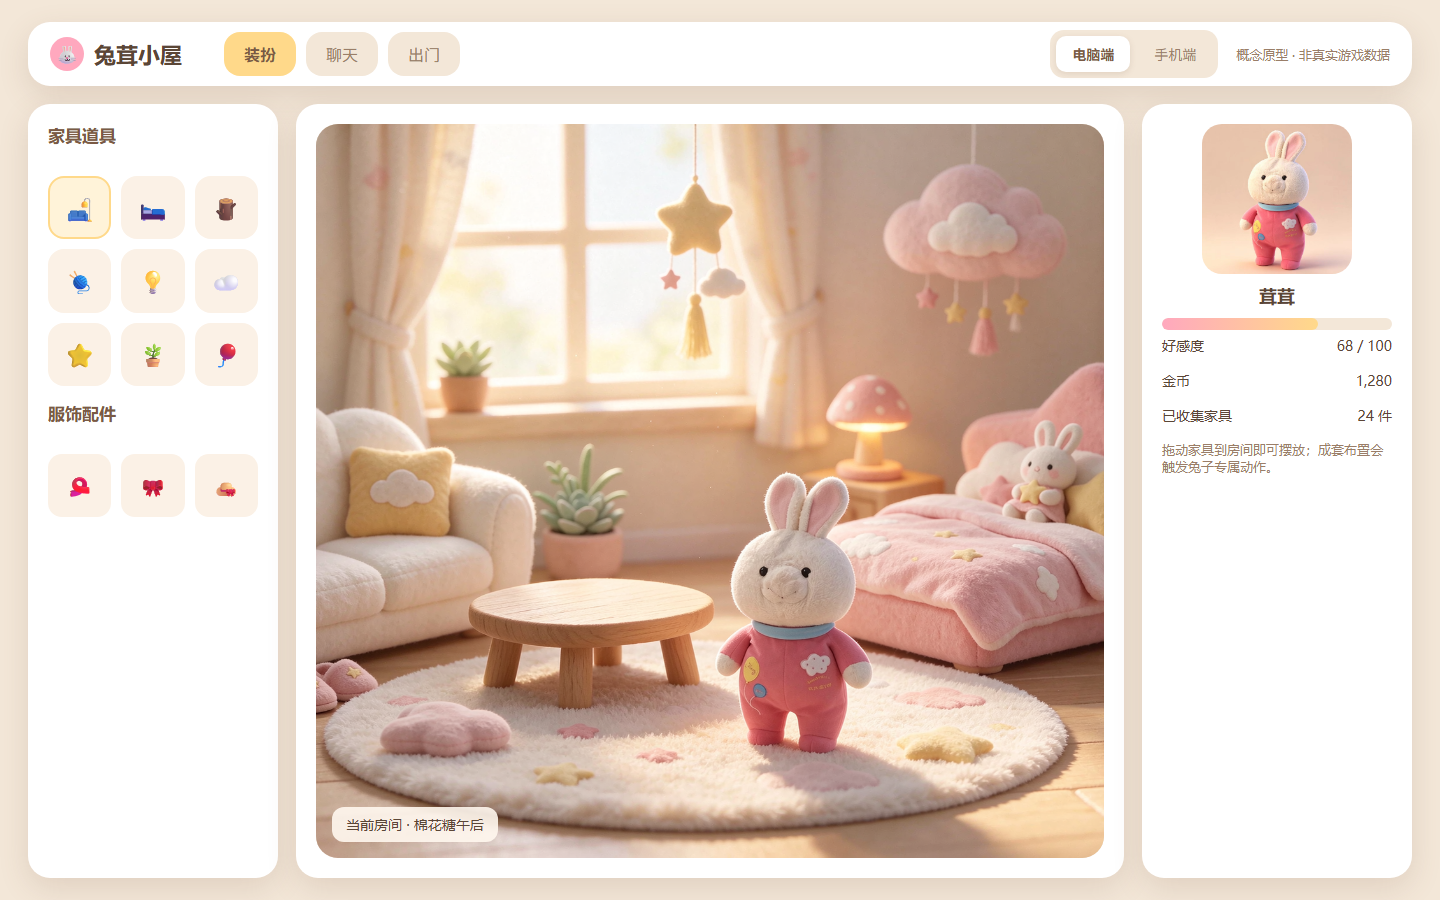 兔茸小屋
装扮
聊天
出门
电脑端
手机端
概念原型 · 非真实游戏数据
家具道具
服饰配件
当前房间 · 棉花糖午后
茸茸
好感度 68 / 100
金币 1,280
已收集家具 24 件
拖动家具到房间即可摆放；成套布置会
触发兔子专属动作。